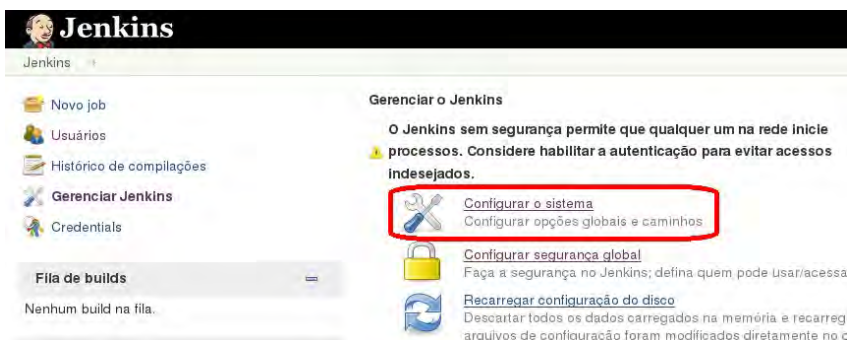 Jenkins
Jenkins
Novo job
Usuários
Histórico de compilações
Gerenciar Jenkins
Credentials
Fila de builds
Nenhum build na fila.
Gerenciar o Jenkins
O Jenkins sem segurança permite que qualquer um na rede inicie
processos. Considere habilitar a autenticação para evitar acessos
indesejados.
Configurar o sistema
Configurar opções globais e caminhos
Configurar segurança global
Faça a segurança no Jenkins; defina quem pode usar/acessa
Recarregar configuração do disco
Descartar todos os dados carregados na memória e recarreg
arquivos de configuração foram modificados diretamente no